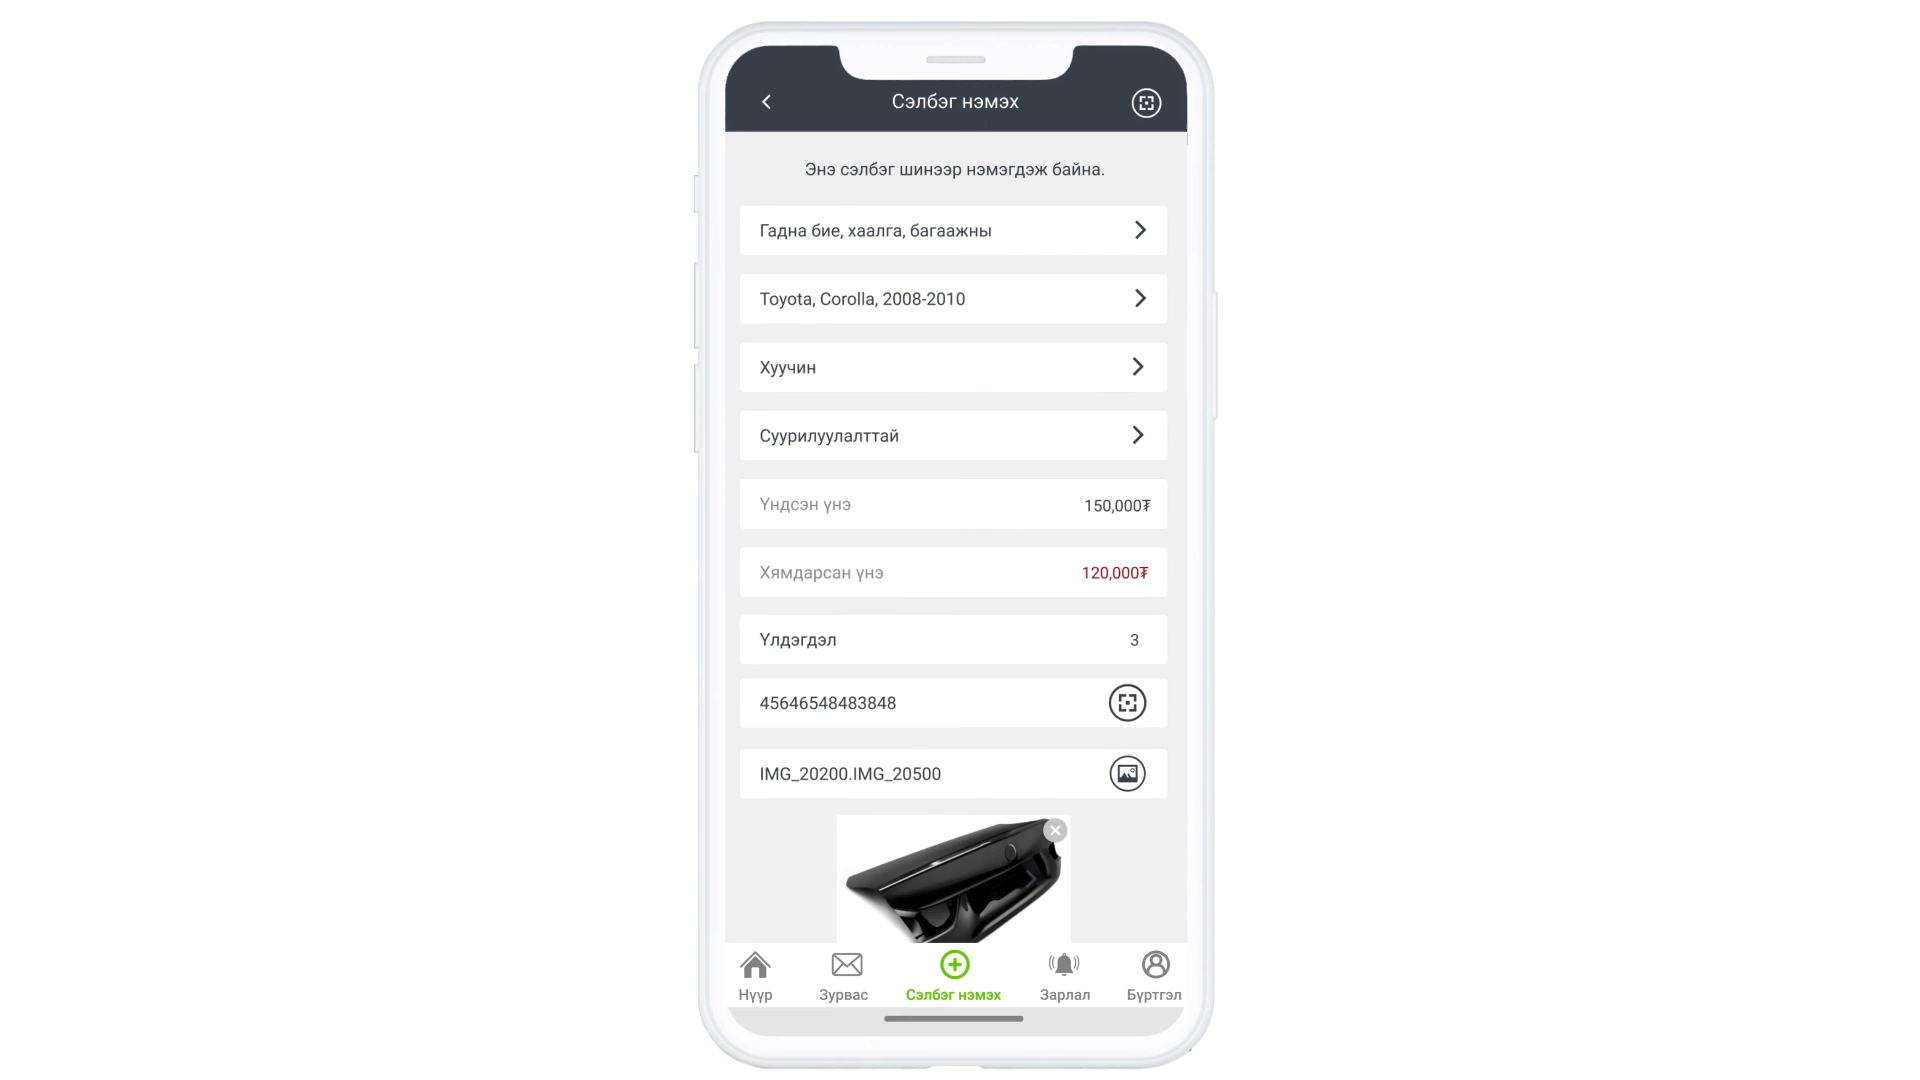 Сэлбэг нэмэх
Энэ сэлбэг шинээр нэмэгдэж байна.
Гадна бие, хаалга, багаажны
Toyota, Corolla, 2008-2010
Хуучин
Суурилуулалттай
Үндсэн үнэ 150,000₮
Хямдарсан үнэ 120,000₮
Үлдэгдэл 3
45646548483848
IMG_20200.IMG_20500
Нүүр Зурвас Сэлбэг нэмэх Зарлал Бүртгэл